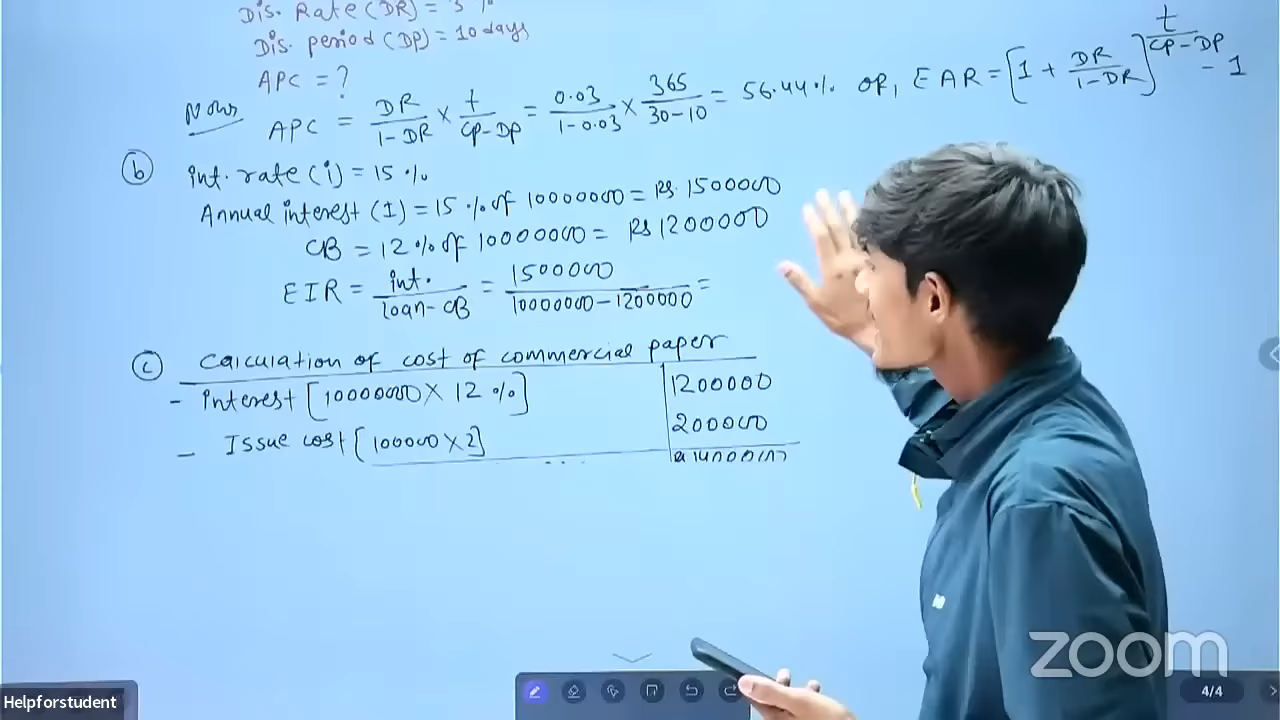 Dis. Rate (DR) = 3 %
Dis. period (DP) = 10 days
APC = ?
Now, APC = DR/1-DR × t/CP-DP = 0.03/1-0.03 × 365/30-10 = 56.44% or, EAR = [1 + DR/1-DR]^t/CP-DP - 1
(b) int. rate (i) = 15 %
Annual interest (I) = 15 % of 10000000 = Rs. 1500000
CB = 12 % of 10000000 = Rs 1200000
EIR = int./loan-CB = 1500000/10000000-1200000 =
(c) calculation of cost of commercial paper
- interest [10000000 × 12 %] 1200000
- Issue cost [100000 × 2] 200000
1400000
zoom
Helpforstudent
4/4